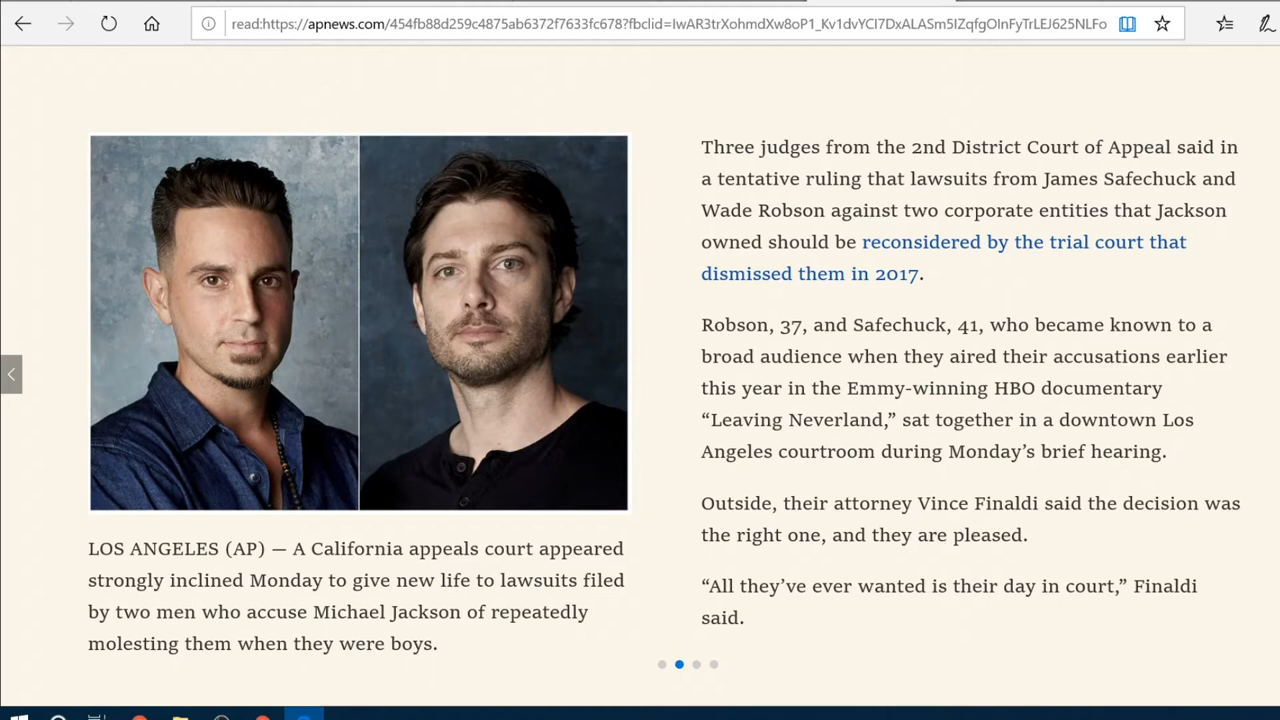 read:https://apnews.com/454fb88d259c4875ab6372f7633fc678?fbclid=IwAR3trXohmdXw8oP1_Kv1dvYCl7DxALASm5IZqfgOInFyTrLEJ625NLFo
LOS ANGELES (AP) — A California appeals court appeared
strongly inclined Monday to give new life to lawsuits filed
by two men who accuse Michael Jackson of repeatedly
molesting them when they were boys.
Three judges from the 2nd District Court of Appeal said in
a tentative ruling that lawsuits from James Safechuck and
Wade Robson against two corporate entities that Jackson
owned should be reconsidered by the trial court that
dismissed them in 2017.
Robson, 37, and Safechuck, 41, who became known to a
broad audience when they aired their accusations earlier
this year in the Emmy-winning HBO documentary
“Leaving Neverland,” sat together in a downtown Los
Angeles courtroom during Monday’s brief hearing.
Outside, their attorney Vince Finaldi said the decision was
the right one, and they are pleased.
“All they’ve ever wanted is their day in court,” Finaldi
said.